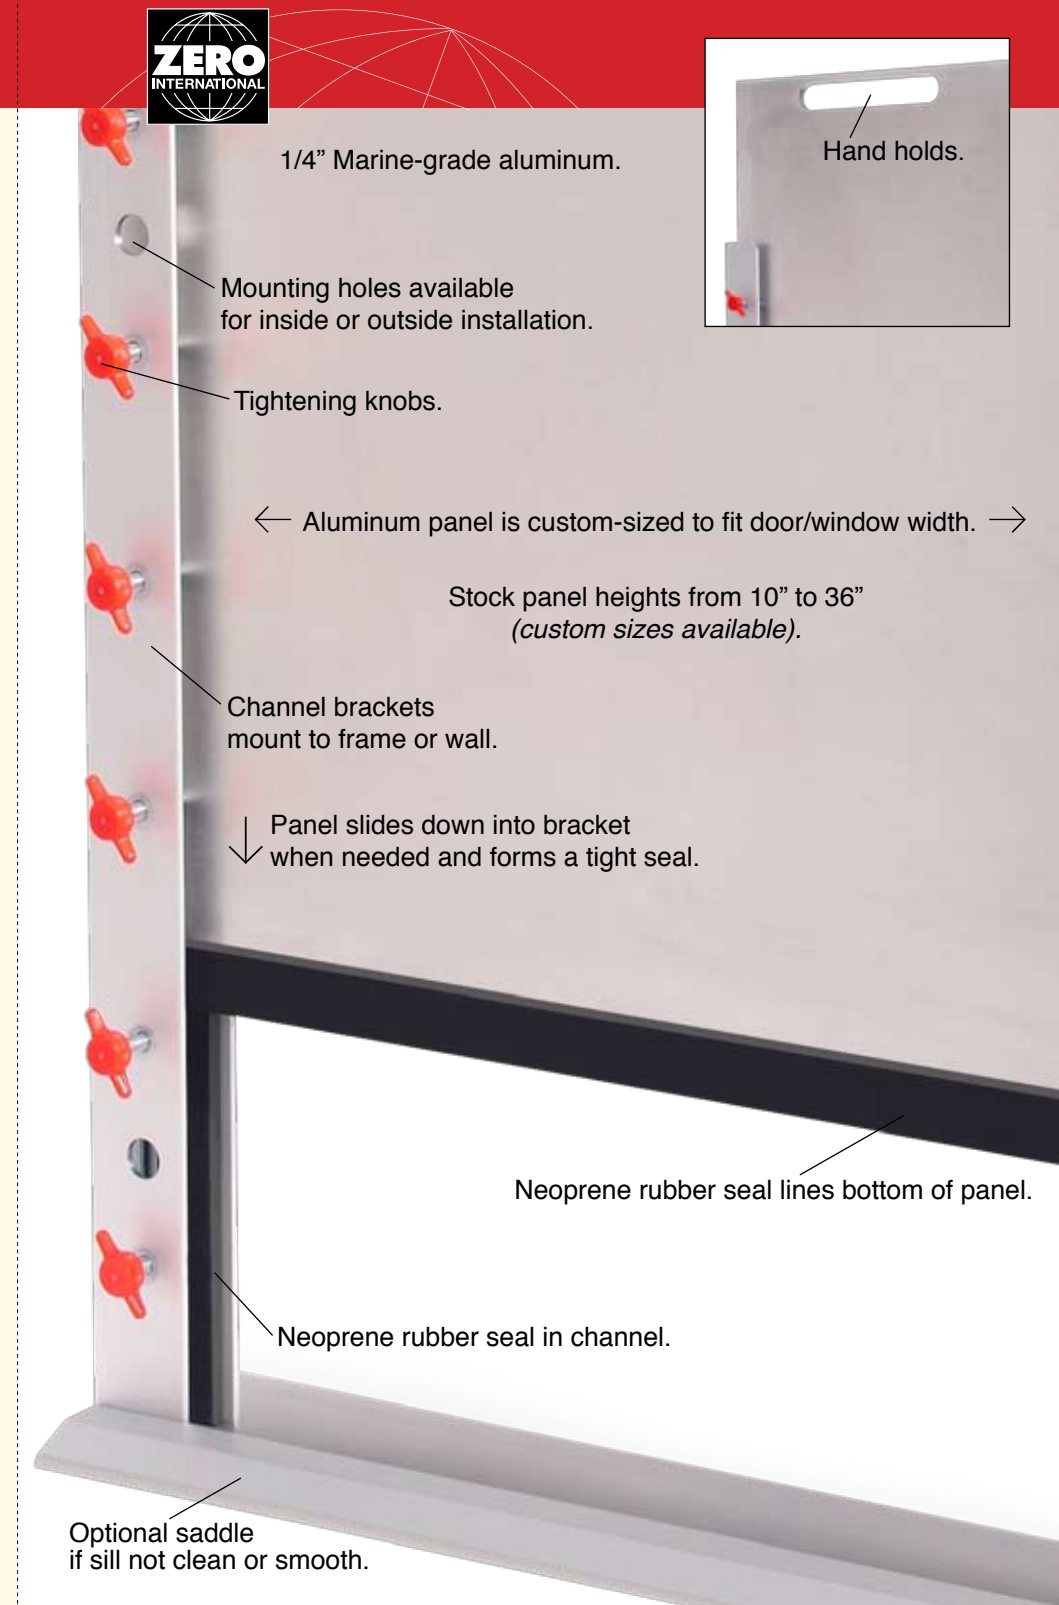 ZERO
INTERNATIONAL
1/4” Marine-grade aluminum.
Hand holds.
Mounting holes available
for inside or outside installation.
Tightening knobs.
Aluminum panel is custom-sized to fit door/window width.
Stock panel heights from 10” to 36”
(custom sizes available).
Channel brackets
mount to frame or wall.
Panel slides down into bracket
when needed and forms a tight seal.
Neoprene rubber seal lines bottom of panel.
Neoprene rubber seal in channel.
Optional saddle
if sill not clean or smooth.